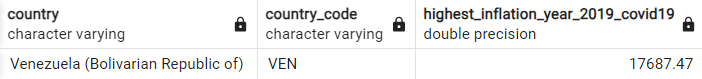 country country_code highest_inflation_year_2019_covid19
character varying character varying double precision
Venezuela (Bolivarian Republic of) VEN 17687.47